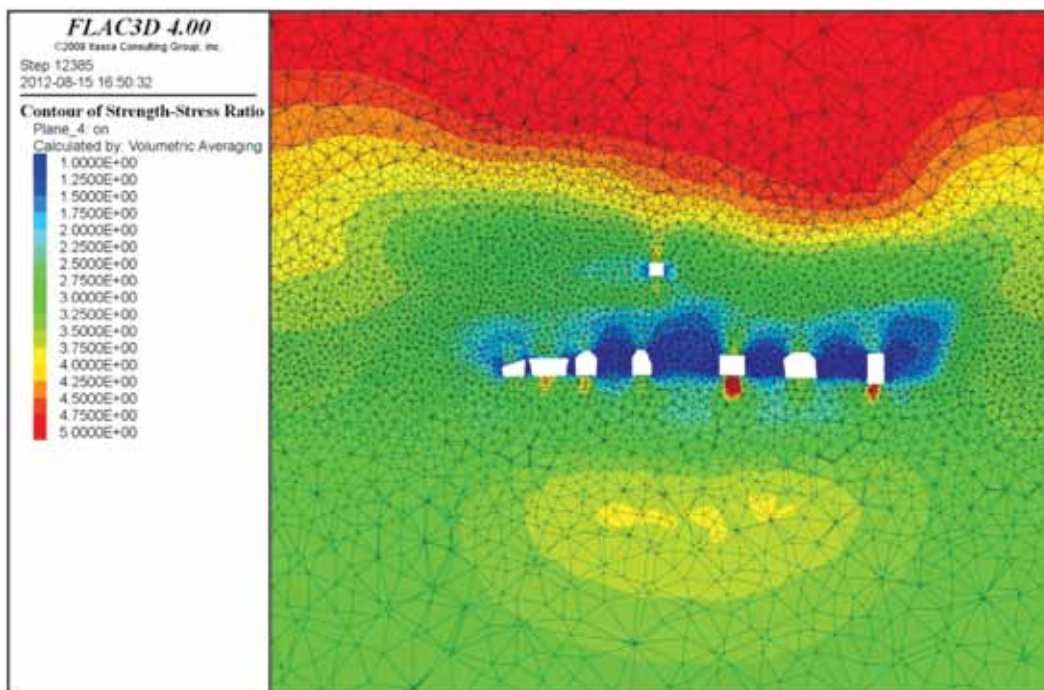 FLAC3D 4.00
©2009 Itasca Consulting Group, Inc.
Step 12385
2012-08-15 16:50:32
Contour of Strength-Stress Ratio
Plane_4: on
Calculated by: Volumetric Averaging
1.0000E+00
1.2500E+00
1.5000E+00
1.7500E+00
2.0000E+00
2.2500E+00
2.5000E+00
2.7500E+00
3.0000E+00
3.2500E+00
3.5000E+00
3.7500E+00
4.0000E+00
4.2500E+00
4.5000E+00
4.7500E+00
5.0000E+00